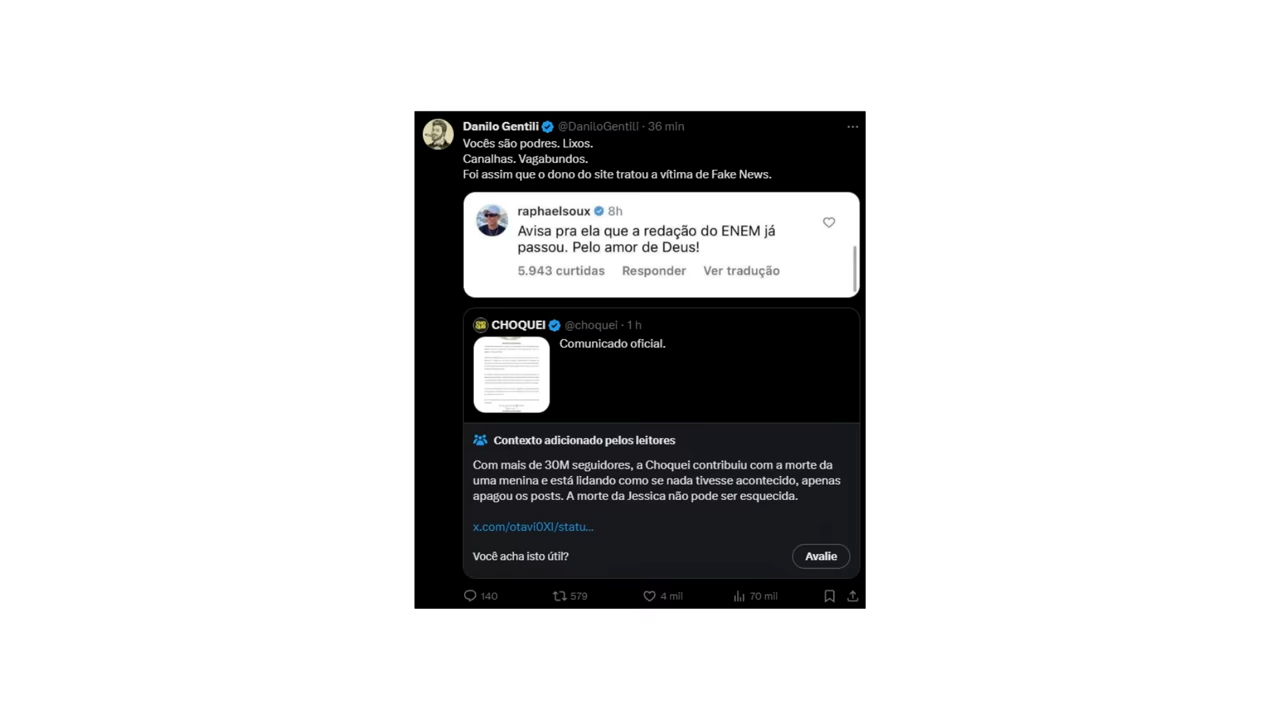 Danilo Gentili @DaniloGentili · 36 min
Vocês são podres. Lixos.
Canalhas. Vagabundos.
Foi assim que o dono do site tratou a vítima de Fake News.
raphaelsoux 8h
Avisa pra ela que a redação do ENEM já
passou. Pelo amor de Deus!
5.943 curtidas Responder Ver tradução
CHOQUEI @choquei · 1 h
Comunicado oficial.
Contexto adicionado pelos leitores
Com mais de 30M seguidores, a Choquei contribuiu com a morte da
uma menina e está lidando como se nada tivesse acontecido, apenas
apagou os posts. A morte da Jessica não pode ser esquecida.
x.com/otavi0XI/statu...
Você acha isto útil? Avalie
140 579 4 mil 70 mil